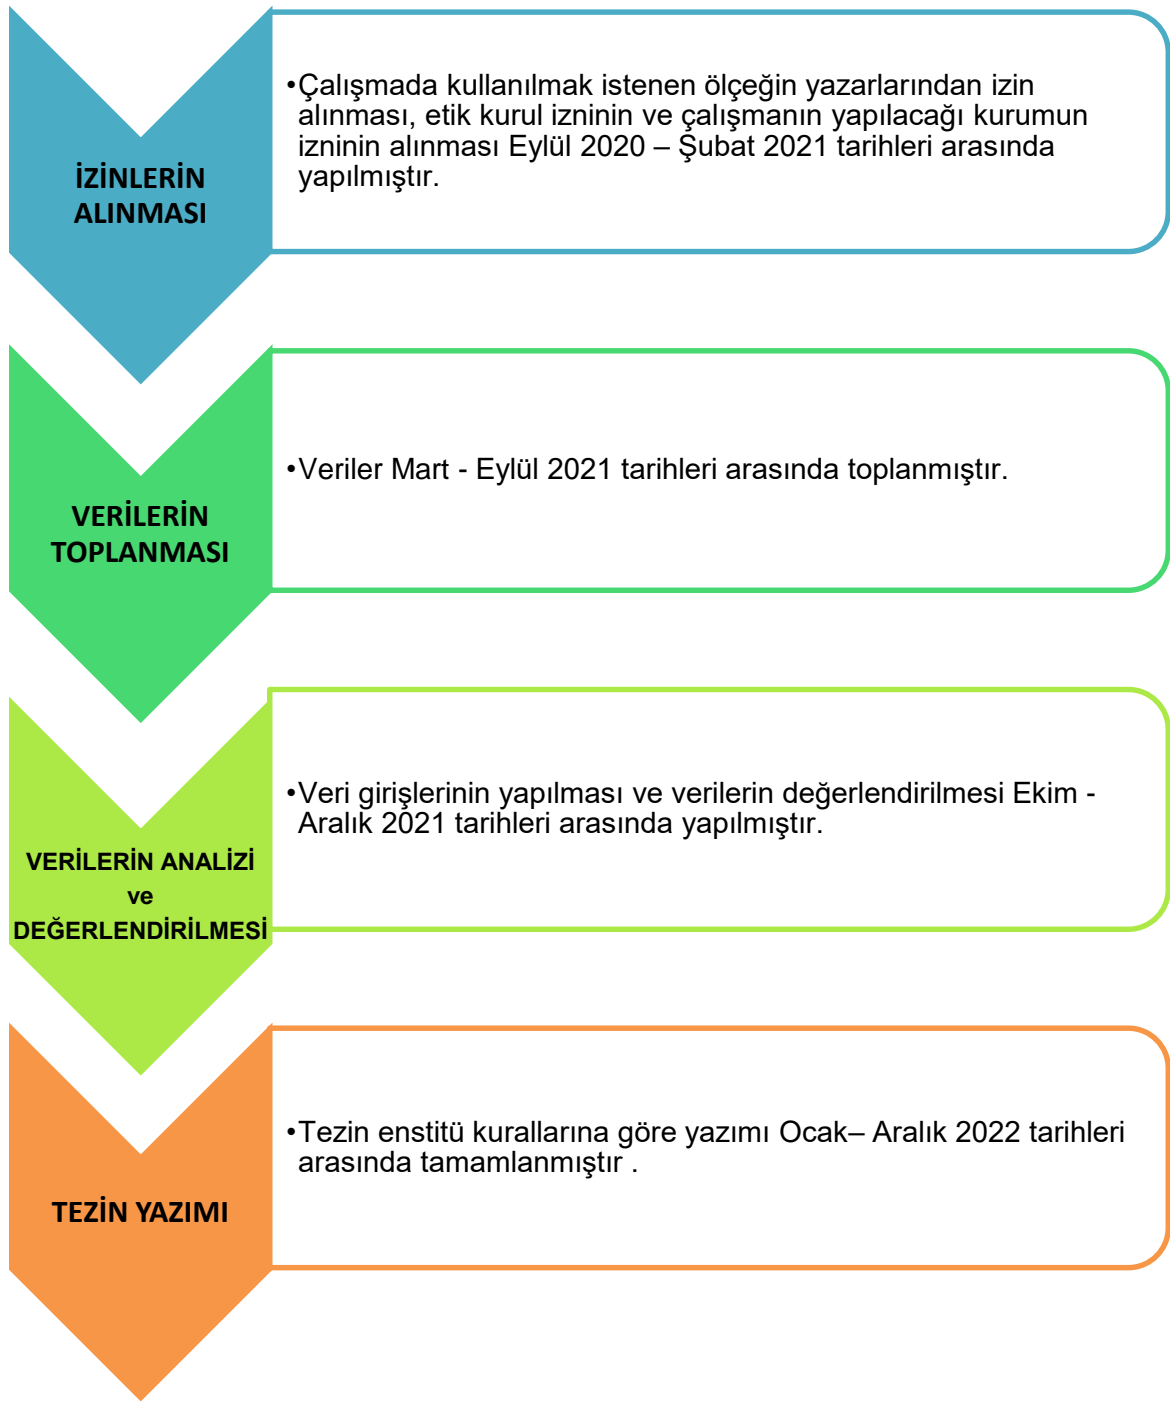 İZİNLERİN
ALINMASI
•Çalışmada kullanılmak istenen ölçeğin yazarlarından izin
alınması, etik kurul izninin ve çalışmanın yapılacağı kurumun
izninin alınması Eylül 2020 – Şubat 2021 tarihleri arasında
yapılmıştır.
VERİLERİN
TOPLANMASI
•Veriler Mart - Eylül 2021 tarihleri arasında toplanmıştır.
VERİLERİN ANALİZİ
ve
DEĞERLENDİRİLMESİ
•Veri girişlerinin yapılması ve verilerin değerlendirilmesi Ekim -
Aralık 2021 tarihleri arasında yapılmıştır.
TEZİN YAZIMI
•Tezin enstitü kurallarına göre yazımı Ocak– Aralık 2022 tarihleri
arasında tamamlanmıştır .